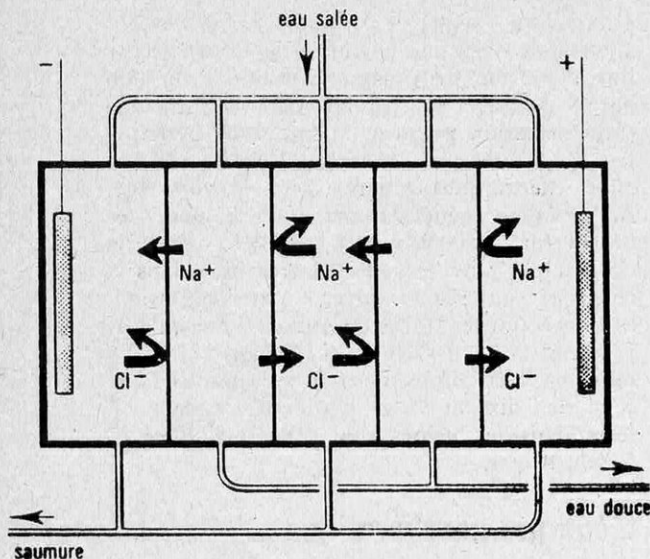 eau salée
-
+
Na⁺
Na⁺
Na⁺
Cl⁻
Cl⁻
Cl⁻
eau douce
saumure